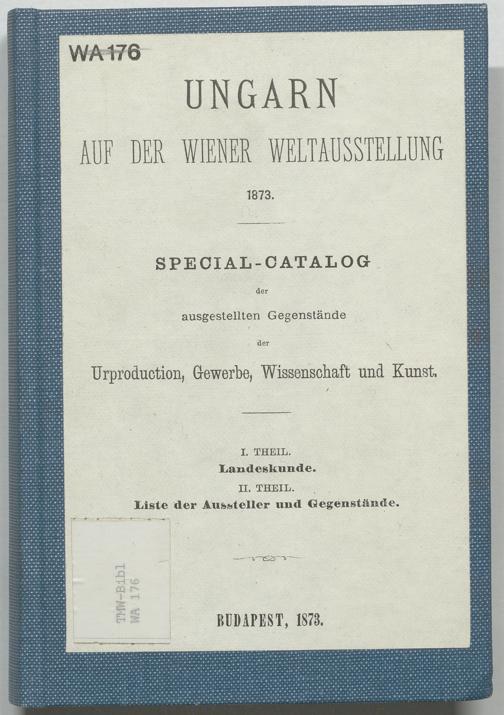 WA 176
UNGARN
AUF DER WIENER WELTAUSSTELLUNG
1873.
SPECIAL-CATALOG
der
ausgestellten Gegenstände
der
Urproduction, Gewerbe, Wissenschaft und Kunst.
I. THEIL.
Landeskunde.
II. THEIL.
Liste der Aussteller und Gegenstände.
TMW-Bibl
WA 176
BUDAPEST, 1873.